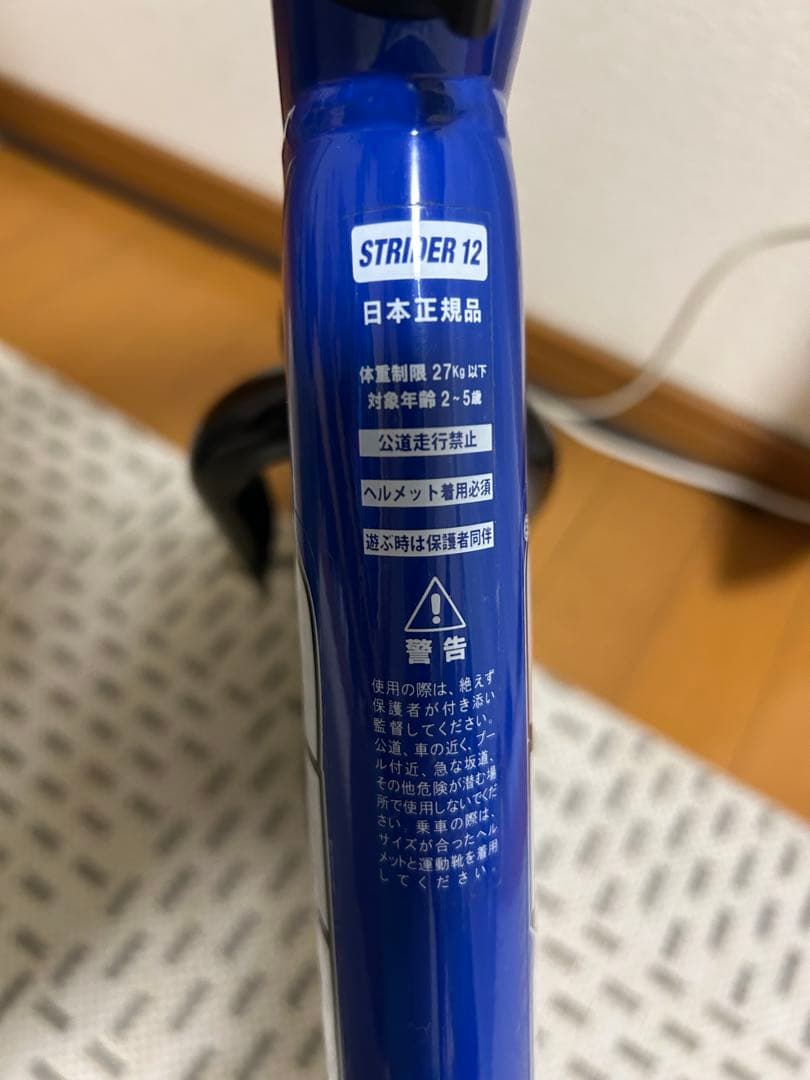 STRIDER 12
日本正規品
体重制限 27Kg以下
対象年齢 2~5歳
公道走行禁止
ヘルメット着用必須
遊ぶ時は保護者同伴
警告
使用の際は、絶えず
保護者が付き添い
監督してください。
公道、車の近く、プー
ル付近、急な坂道、
その他危険が潜む場
所で使用しないでくだ
さい。乗車の際は、
サイズが合ったヘル
メットと運動靴を着用
してください。